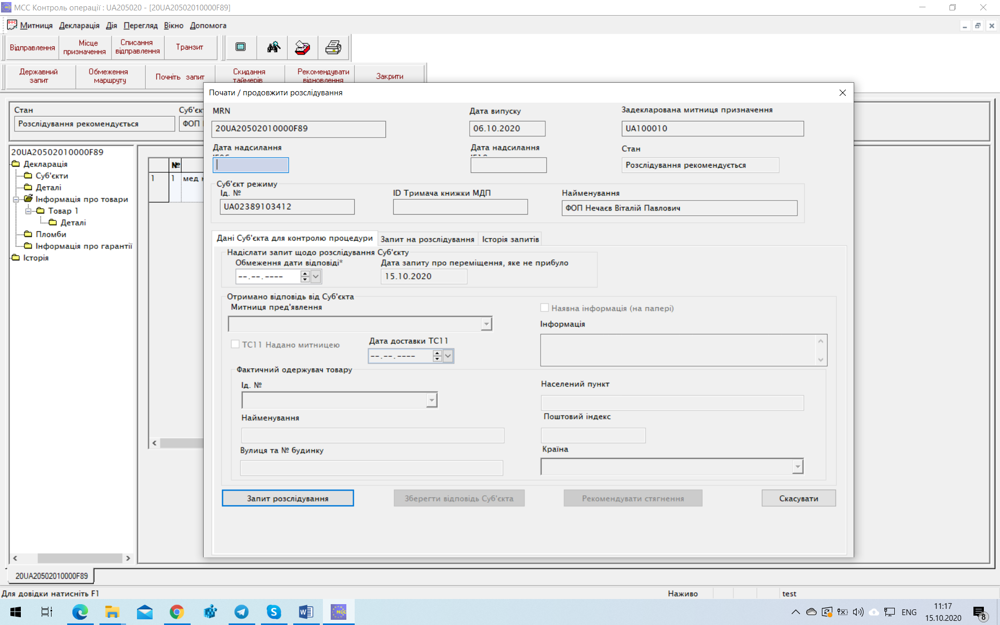 МСС Контроль операції : UA205020 - [20UA20502010000F89]
Митниця Декларація Дія Перегляд Вікно Допомога
Відправлення
Місце призначення
Списання відправлення
Транзит
Державний запит
Обмеження маршруту
Почніть запит
Скидання таймерів
Рекомендувати відновлення
Закрити
Стан
Розслідування рекомендується
ФОП
20UA20502010000F89
Декларація
Суб'єкти
Деталі
Інформація про товари
Товар 1
Деталі
Пломби
Інформація про гарантії
Історія
№
1 1 мед
Почати / продовжити розслідування
MRN
20UA20502010000F89
Дата випуску
06.10.2020
Задекларована митниця призначення
UA100010
Дата надсилання
Дата надсилання
Стан
Розслідування рекомендується
Суб'єкт режиму
Ід. №
UA02389103412
ID Тримача книжки МДП
Найменування
ФОП Нечаєв Віталій Павлович
Дані Суб'єкта для контролю процедури
Запит на розслідування
Історія запитів
Надіслати запит щодо розслідування Суб'єкту
Обмеження дати відповіді*
--.--.----
Дата запиту про переміщення, яке не прибуло
15.10.2020
Отримано відповідь від Суб'єкта
Митниця пред'явлення
Наявна інформація (на папері)
Інформація
ТС11 Надано митницею
Дата доставки ТС11
--.--.----
Фактичний одержувач товару
Ід. №
Населений пункт
Найменування
Поштовий індекс
Вулиця та № будинку
Країна
Запит розслідування
Зберегти відповідь Суб'єкта
Рекомендувати стягнення
Скасувати
20UA20502010000F89
Для довідки натисніть F1
Наживо
test
ENG
11:17
15.10.2020
8